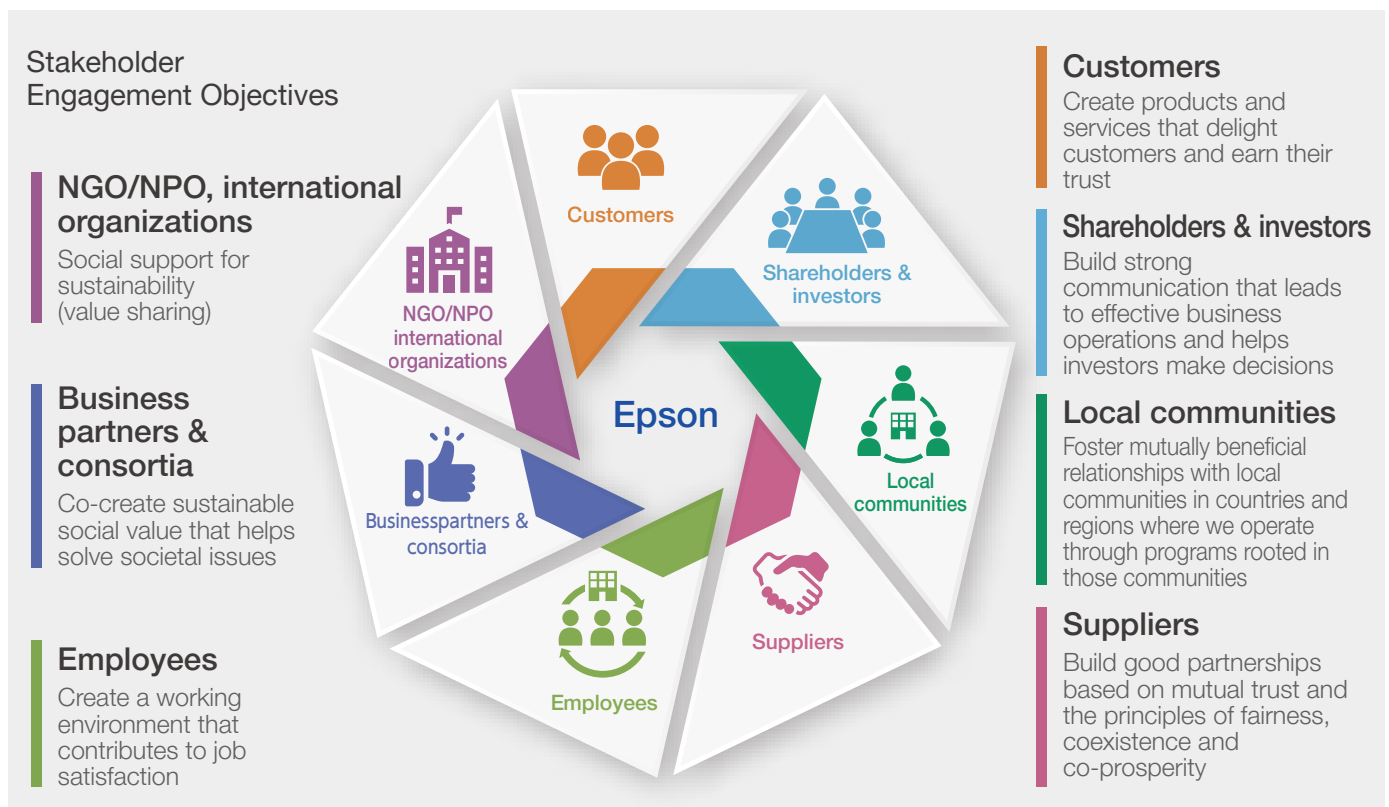 Stakeholder
Engagement Objectives
NGO/NPO, international
organizations
Social support for
sustainability
(value sharing)
Business
partners &
consortia
Co-create sustainable
social value that helps
solve societal issues
Employees
Create a working
environment that
contributes to job
satisfaction
Customers
Shareholders &
investors
NGO/NPO
international
organizations
Epson
Local
communities
Businesspartners &
consortia
Suppliers
Employees
Customers
Create products and
services that delight
customers and earn their
trust
Shareholders & investors
Build strong
communication that leads
to effective business
operations and helps
investors make decisions
Local communities
Foster mutually beneficial
relationships with local
communities in countries and
regions where we operate
through programs rooted in
those communities
Suppliers
Build good partnerships
based on mutual trust and
the principles of fairness,
coexistence and
co-prosperity